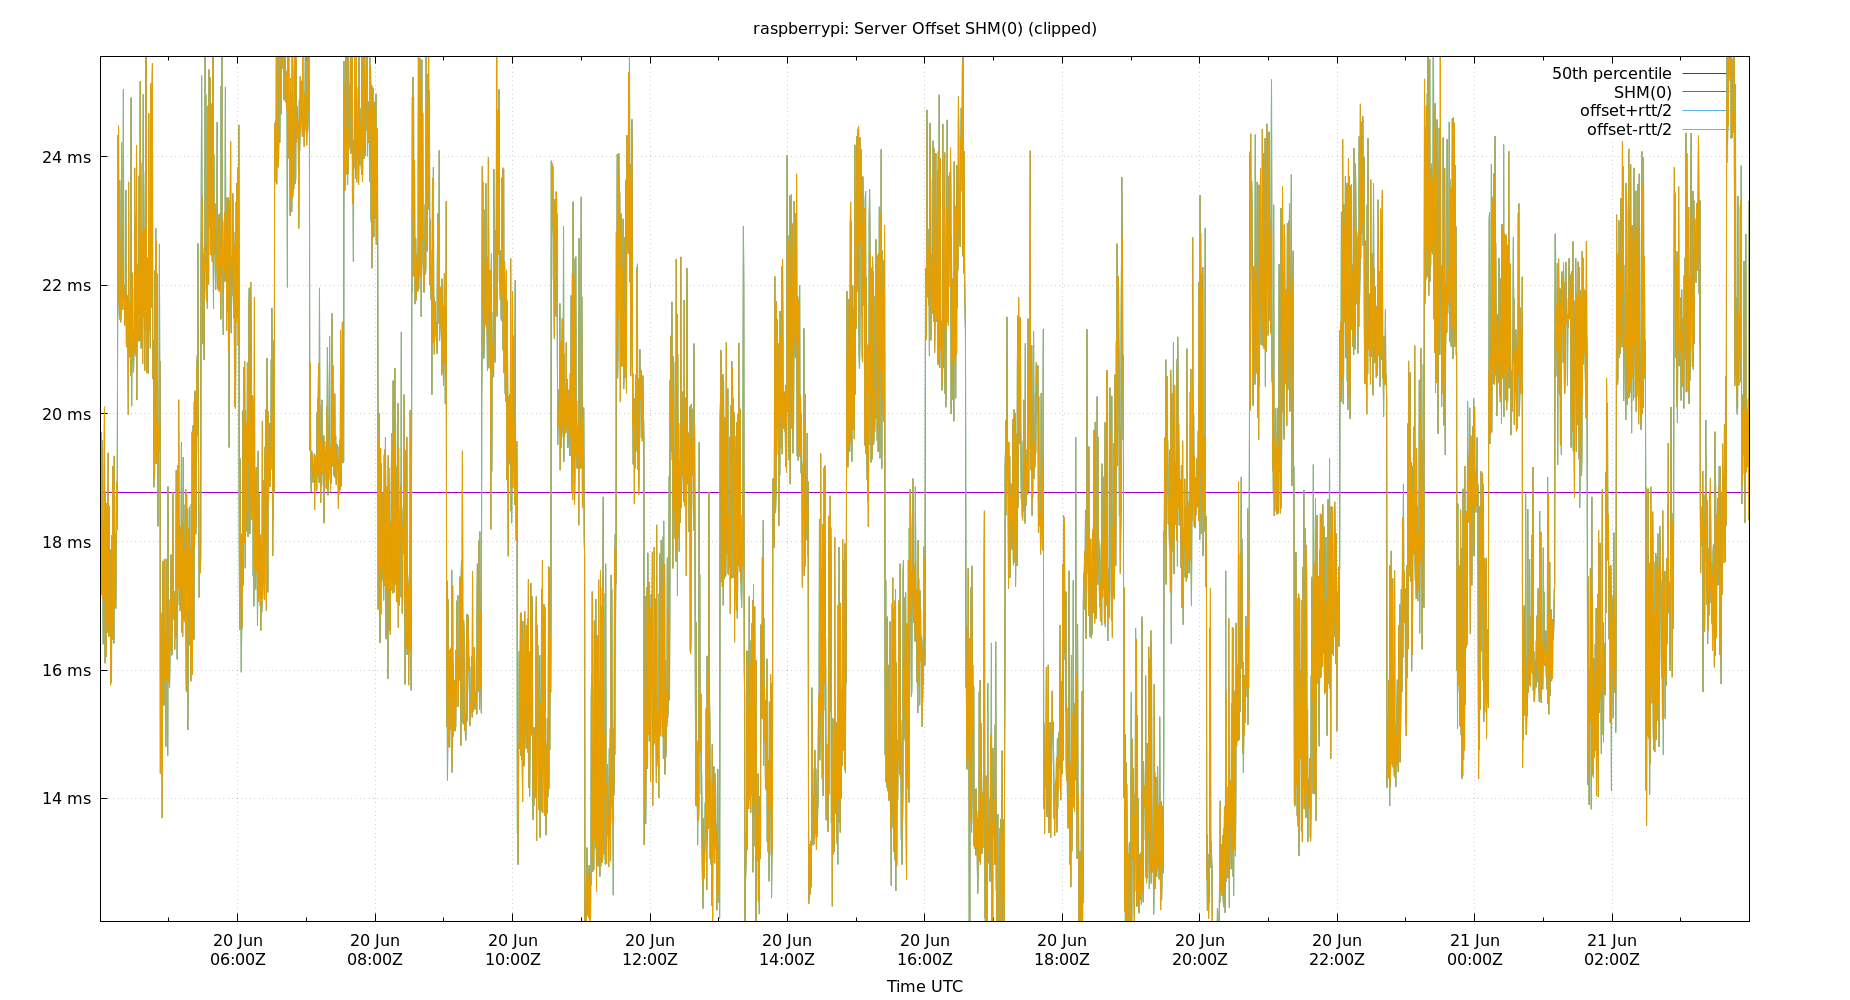 raspberrypi: Server Offset SHM(0) (clipped)
50th percentile
SHM(0)
offset+rtt/2
offset-rtt/2
24 ms
22 ms
20 ms
18 ms
16 ms
14 ms
20 Jun 20 Jun 20 Jun 20 Jun 20 Jun 20 Jun 20 Jun 20 Jun 20 Jun 21 Jun 21 Jun
06:00Z 08:00Z 10:00Z 12:00Z 14:00Z 16:00Z 18:00Z 20:00Z 22:00Z 00:00Z 02:00Z
Time UTC